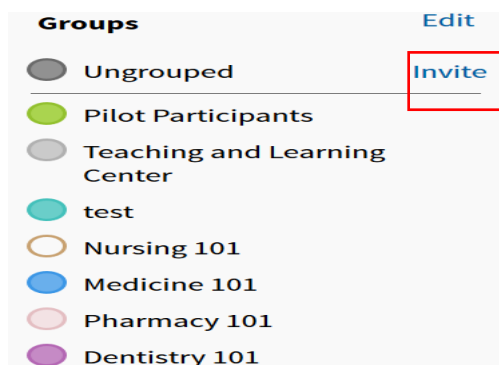 Groups Edit
Ungrouped Invite
Pilot Participants
Teaching and Learning
Center
test
Nursing 101
Medicine 101
Pharmacy 101
Dentistry 101